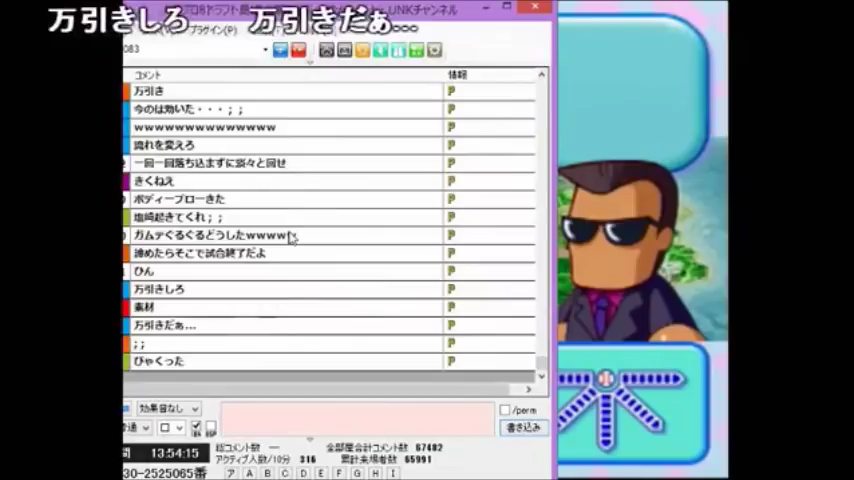 万引きしろ 万引きだぁ…
UNKチャンネル
プラグイン(P)
083
コメント 情報
万引き P
今のは効いた・・・;; P
wwwwwwwwwwwwww P
流れを変えろ P
一回一回落ち込まずに淡々と回せ P
きくねえ P
ボディーブローきた P
塩崎起きてくれ;; P
ガムテぐるぐるどうしたwwwww P
諦めたらそこで試合終了だよ P
ひん P
万引きしろ P
素材 P
万引きだぁ... P
;; P
びゃくった P
効果音なし /perm
普通 書き込み
13:54:15 総コメント数 ― 全部屋合計コメント数 67482
アクティブ人数/10分 316 累計来場者数 65991
30-2525065番 ア A B C D E F G H I